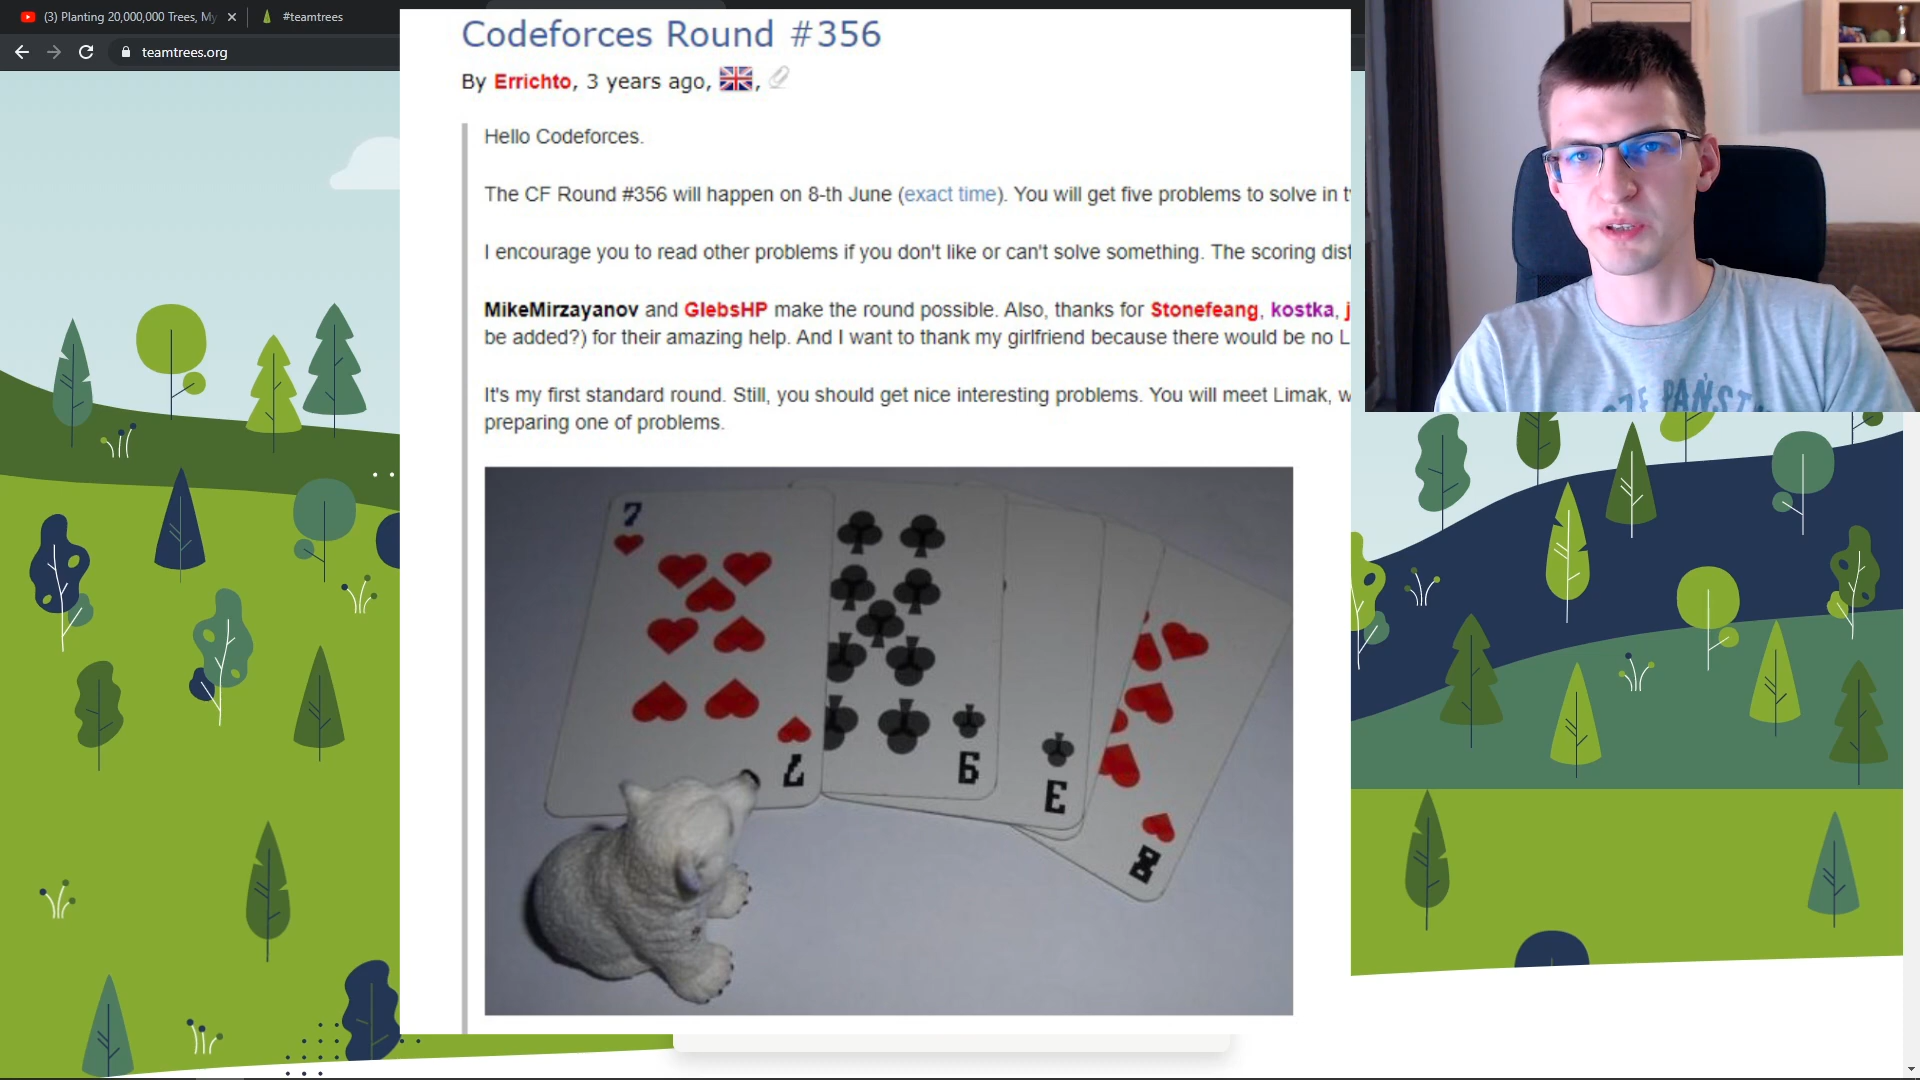 (3) Planting 20,000,000 Trees, My
#teamtrees
teamtrees.org
Codeforces Round #356
By Errichto, 3 years ago,
Hello Codeforces.
The CF Round #356 will happen on 8-th June (exact time). You will get five problems to solve in
I encourage you to read other problems if you don't like or can't solve something. The scoring
MikeMirzayanov and GlebsHP make the round possible. Also, thanks for Stonefeang, kostka,
be added?) for their amazing help. And I want to thank my girlfriend because there would be no
It's my first standard round. Still, you should get nice interesting problems. You will meet Limak,
preparing one of problems.
7
7
9
3
8